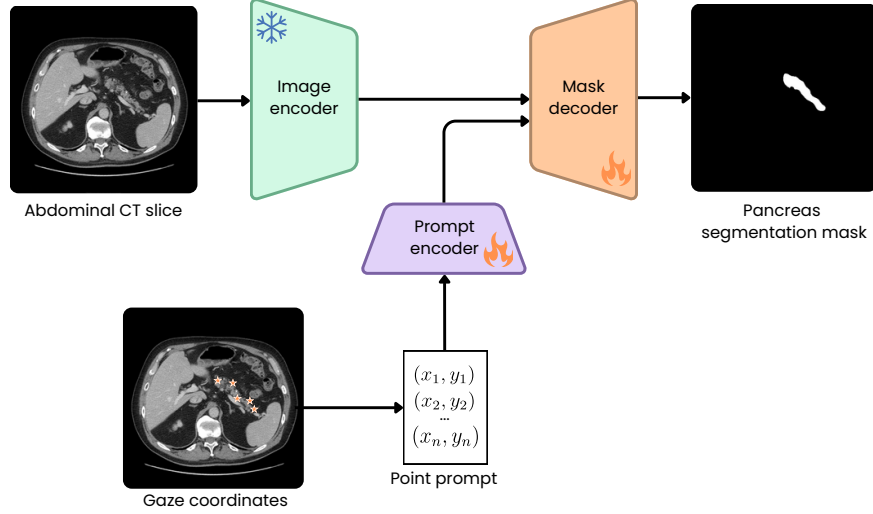 Image
encoder
Mask
decoder
Abdominal CT slice
Pancreas
segmentation mask
Prompt
encoder
(x₁, y₁)
(x₂, y₂)
...
(xₙ, yₙ)
Point prompt
Gaze coordinates